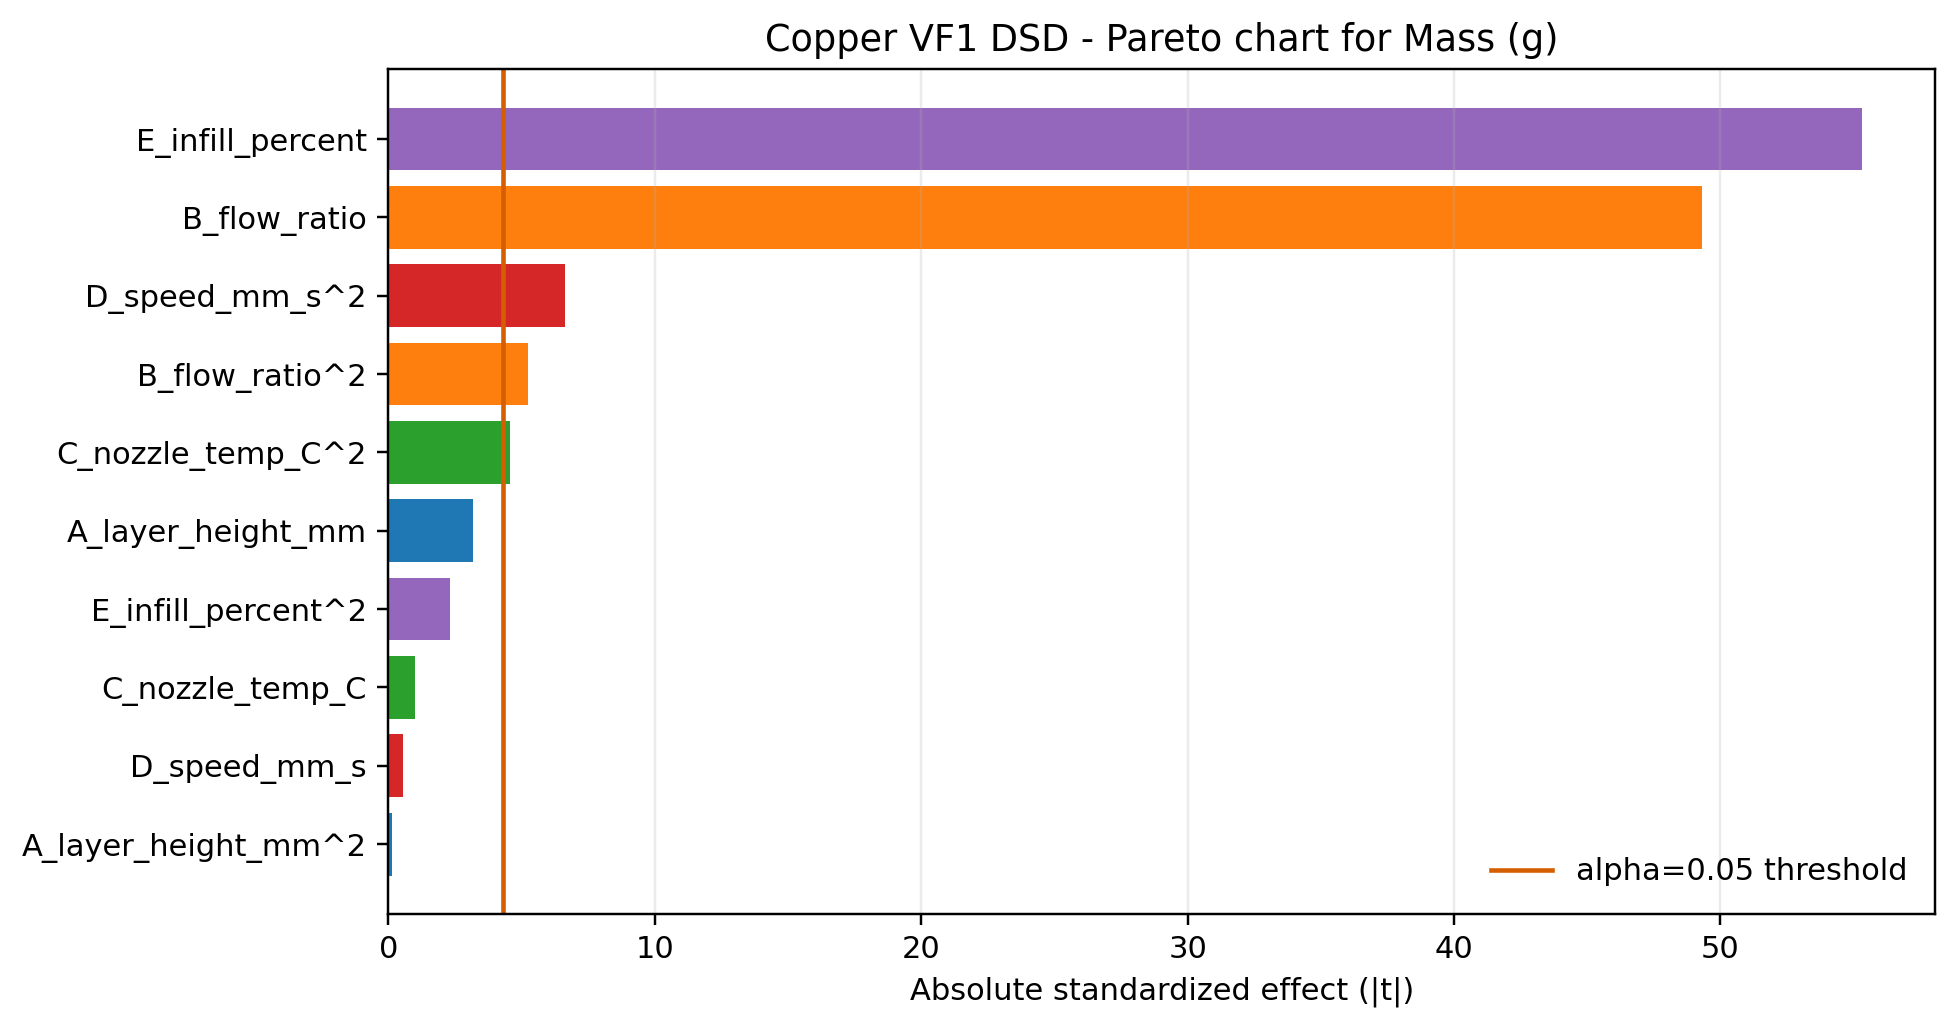 Copper VF1 DSD - Pareto chart for Mass (g)
E_infill_percent
B_flow_ratio
D_speed_mm_s^2
B_flow_ratio^2
C_nozzle_temp_C^2
A_layer_height_mm
E_infill_percent^2
C_nozzle_temp_C
D_speed_mm_s
A_layer_height_mm^2
alpha=0.05 threshold
0 10 20 30 40 50
Absolute standardized effect (|t|)